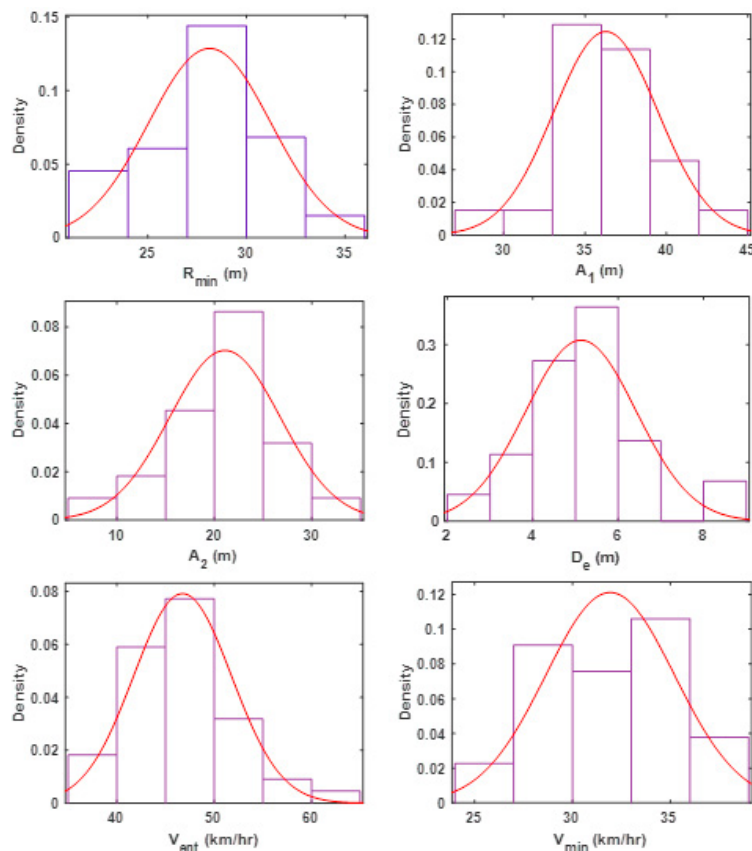 0.15
0.1
0.05
0
Density
25 30 35
R_min (m)
0.12
0.1
0.08
0.06
0.04
0.02
0
Density
30 35 40 45
A_1 (m)
0.08
0.06
0.04
0.02
0
Density
10 20 30
A_2 (m)
0.3
0.2
0.1
0
Density
2 4 6 8
D_e (m)
0.08
0.06
0.04
0.02
0
Density
40 50 60
V_ent (km/hr)
0.12
0.1
0.08
0.06
0.04
0.02
0
Density
25 30 35
V_min (km/hr)